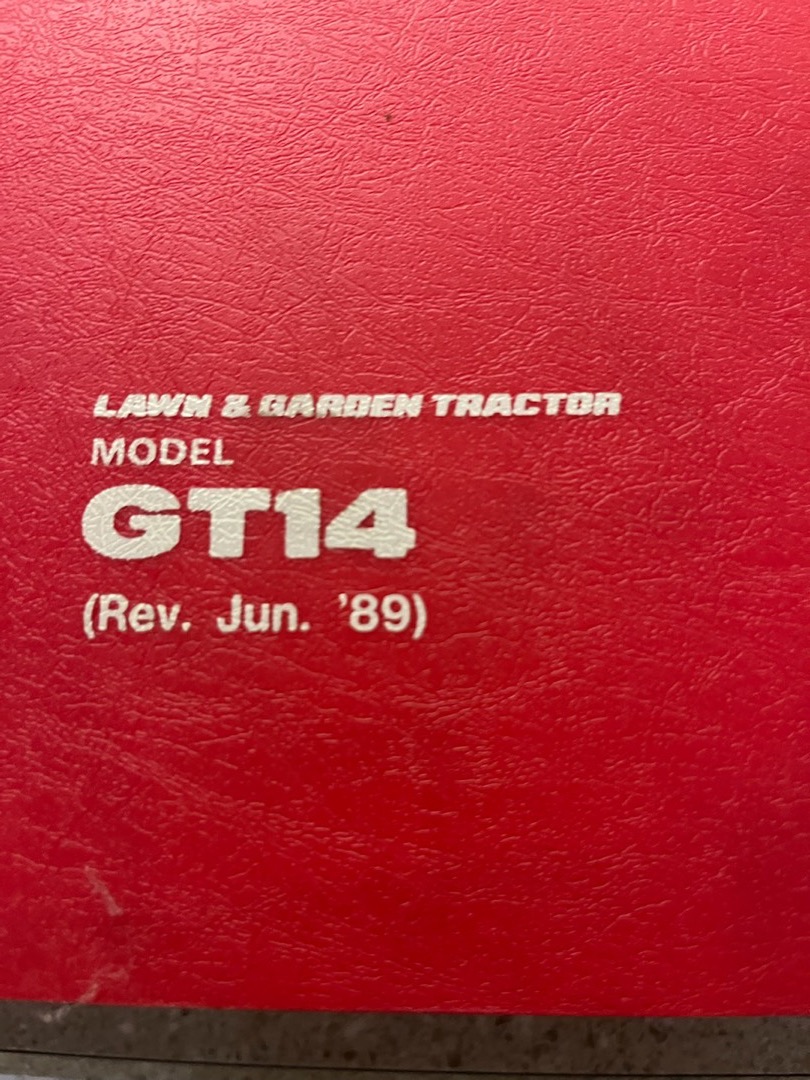 LAWN & GARDEN TRACTOR
MODEL
GT14
(Rev. Jun. '89)